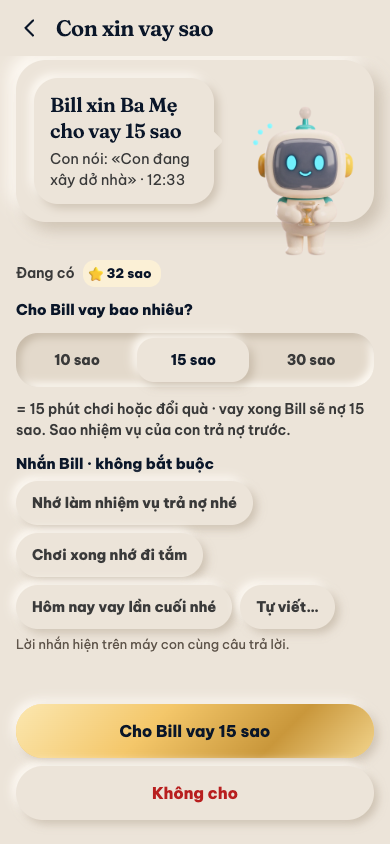 Con xin vay sao
Bill xin Ba Mẹ
cho vay 15 sao
Con nói: «Con đang
xây dở nhà» · 12:33
Đang có 32 sao
Cho Bill vay bao nhiêu?
10 sao 15 sao 30 sao
= 15 phút chơi hoặc đổi quà · vay xong Bill sẽ nợ 15
sao. Sao nhiệm vụ của con trả nợ trước.
Nhắn Bill · không bắt buộc
Nhớ làm nhiệm vụ trả nợ nhé
Chơi xong nhớ đi tắm
Hôm nay vay lần cuối nhé Tự viết...
Lời nhắn hiện trên máy con cùng câu trả lời.
Cho Bill vay 15 sao
Không cho